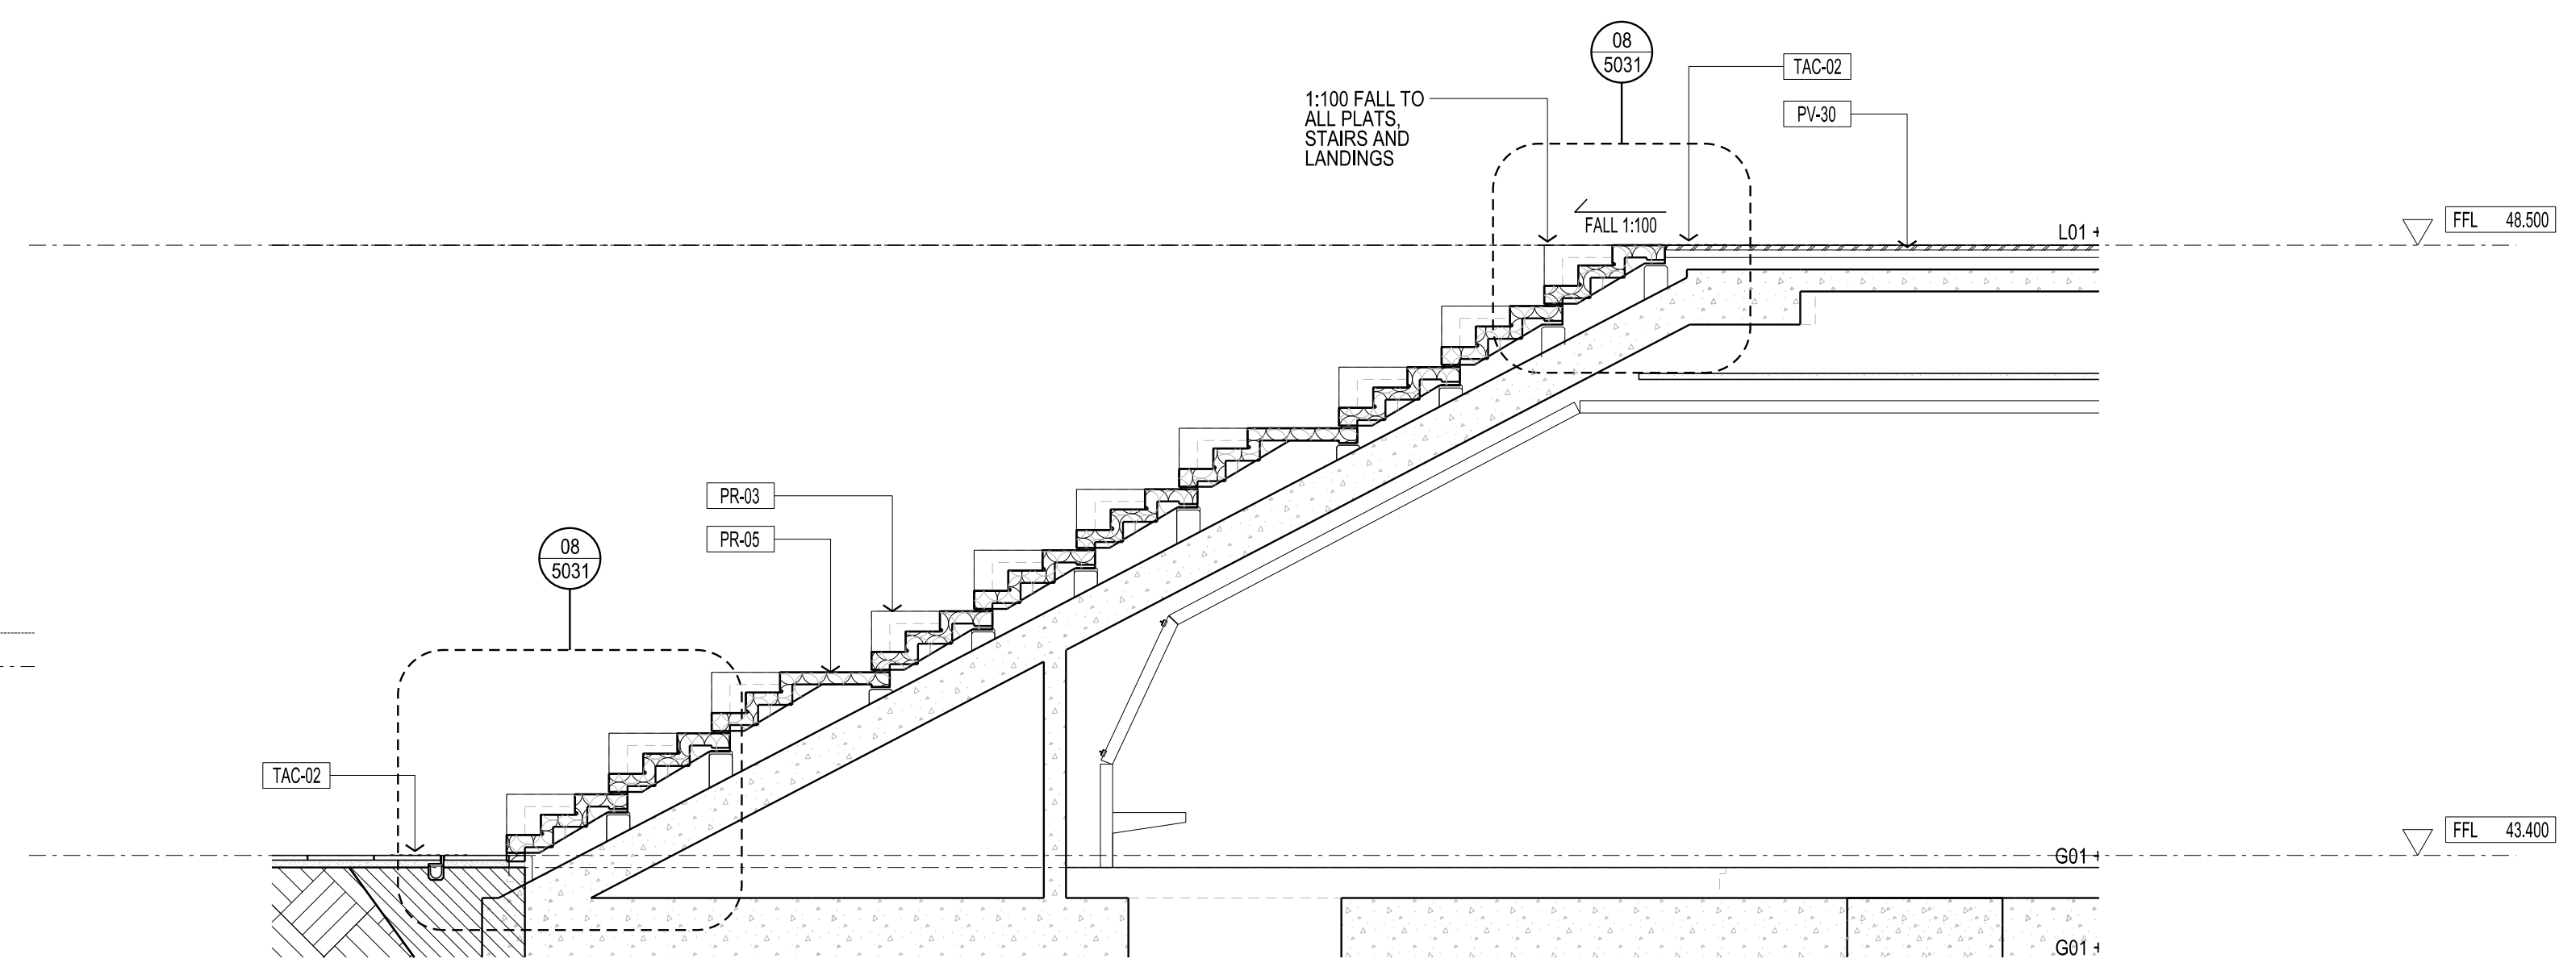 08
5031
TAC-02
1:100 FALL TO
ALL PLATS,
STAIRS AND
LANDINGS
PV-30
FALL 1:100
L01 +
FFL 48.500
PR-03
PR-05
08
5031
TAC-02
FFL 43.400
G01 +
G01 +